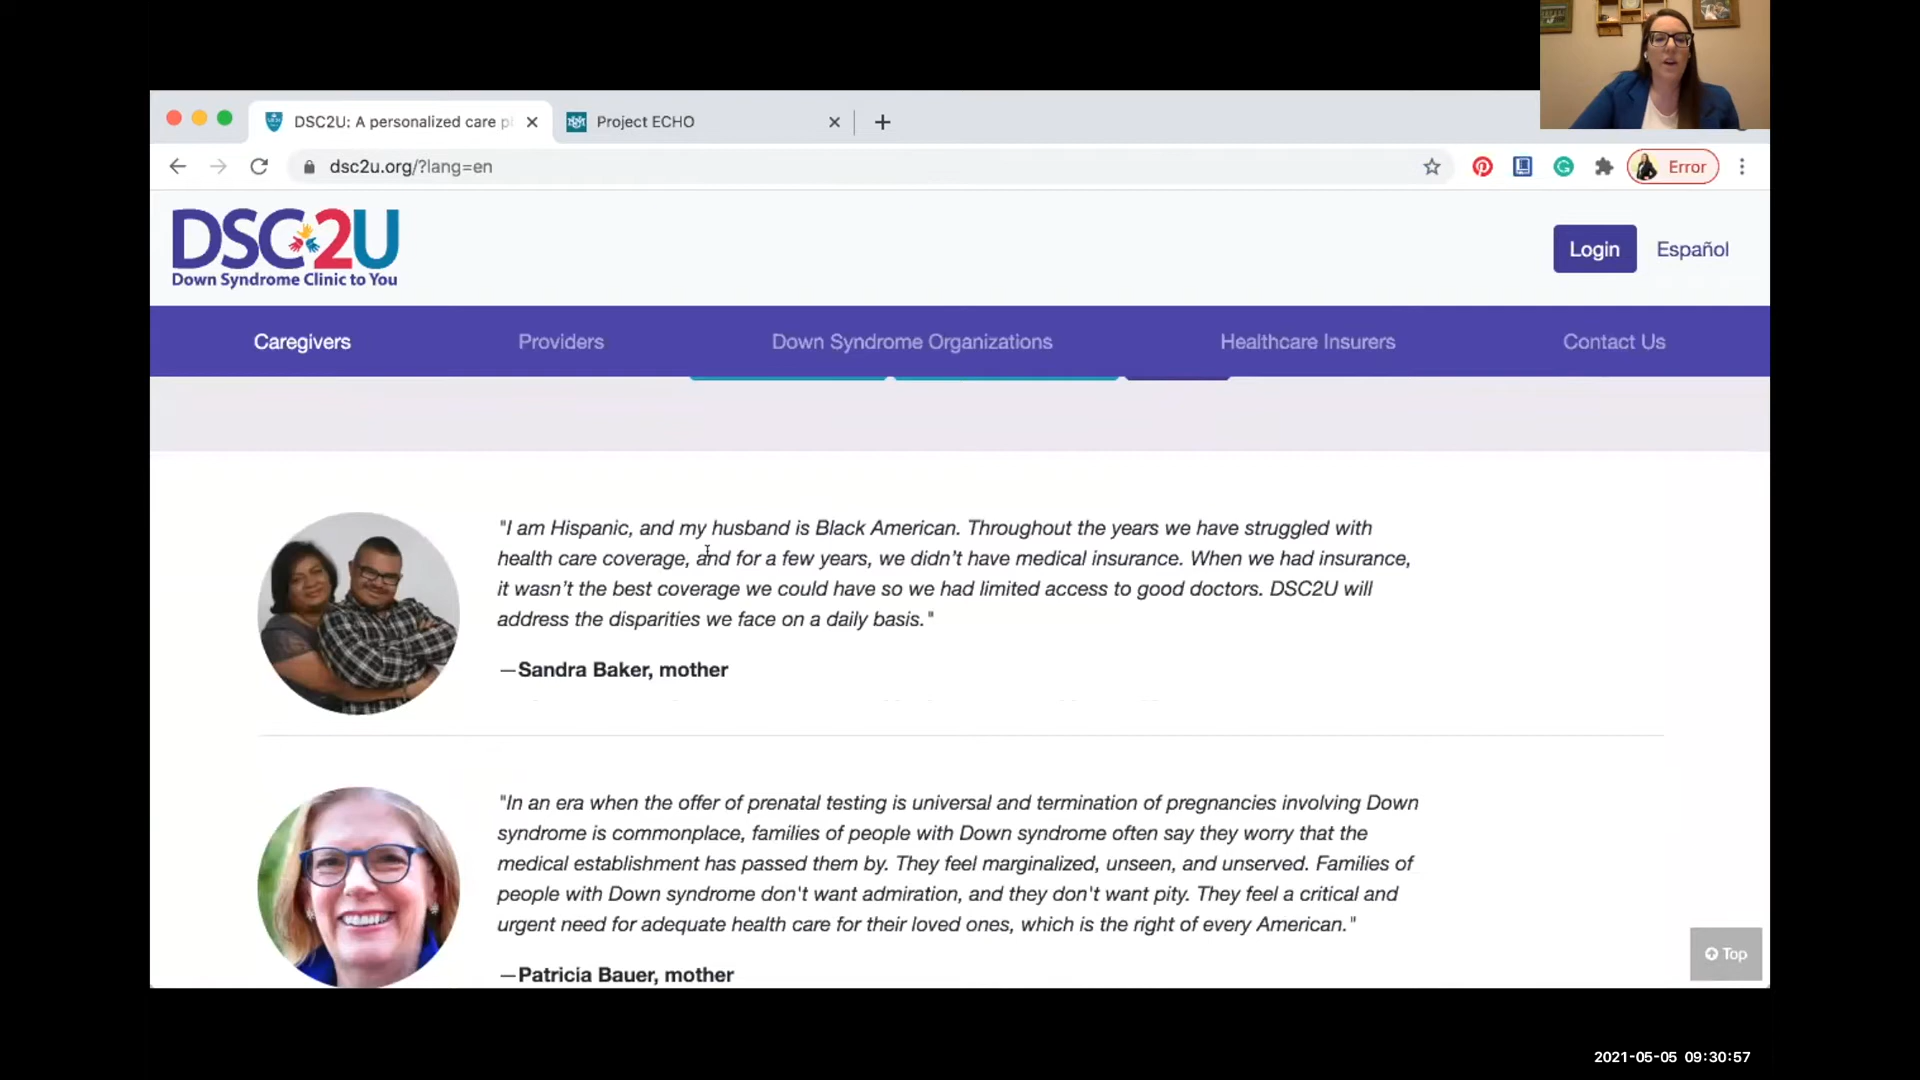 DSC2U: A personalized care p
Project ECHO
dsc2u.org/?lang=en
Error
DSC2U
Down Syndrome Clinic to You
Login
Español
Caregivers
Providers
Down Syndrome Organizations
Healthcare Insurers
Contact Us
"I am Hispanic, and my husband is Black American. Throughout the years we have struggled with
health care coverage, and for a few years, we didn't have medical insurance. When we had insurance,
it wasn't the best coverage we could have so we had limited access to good doctors. DSC2U will
address the disparities we face on a daily basis."
—Sandra Baker, mother
"In an era when the offer of prenatal testing is universal and termination of pregnancies involving Down
syndrome is commonplace, families of people with Down syndrome often say they worry that the
medical establishment has passed them by. They feel marginalized, unseen, and unserved. Families of
people with Down syndrome don't want admiration, and they don't want pity. They feel a critical and
urgent need for adequate health care for their loved ones, which is the right of every American."
—Patricia Bauer, mother
Top
2021-05-05 09:30:57